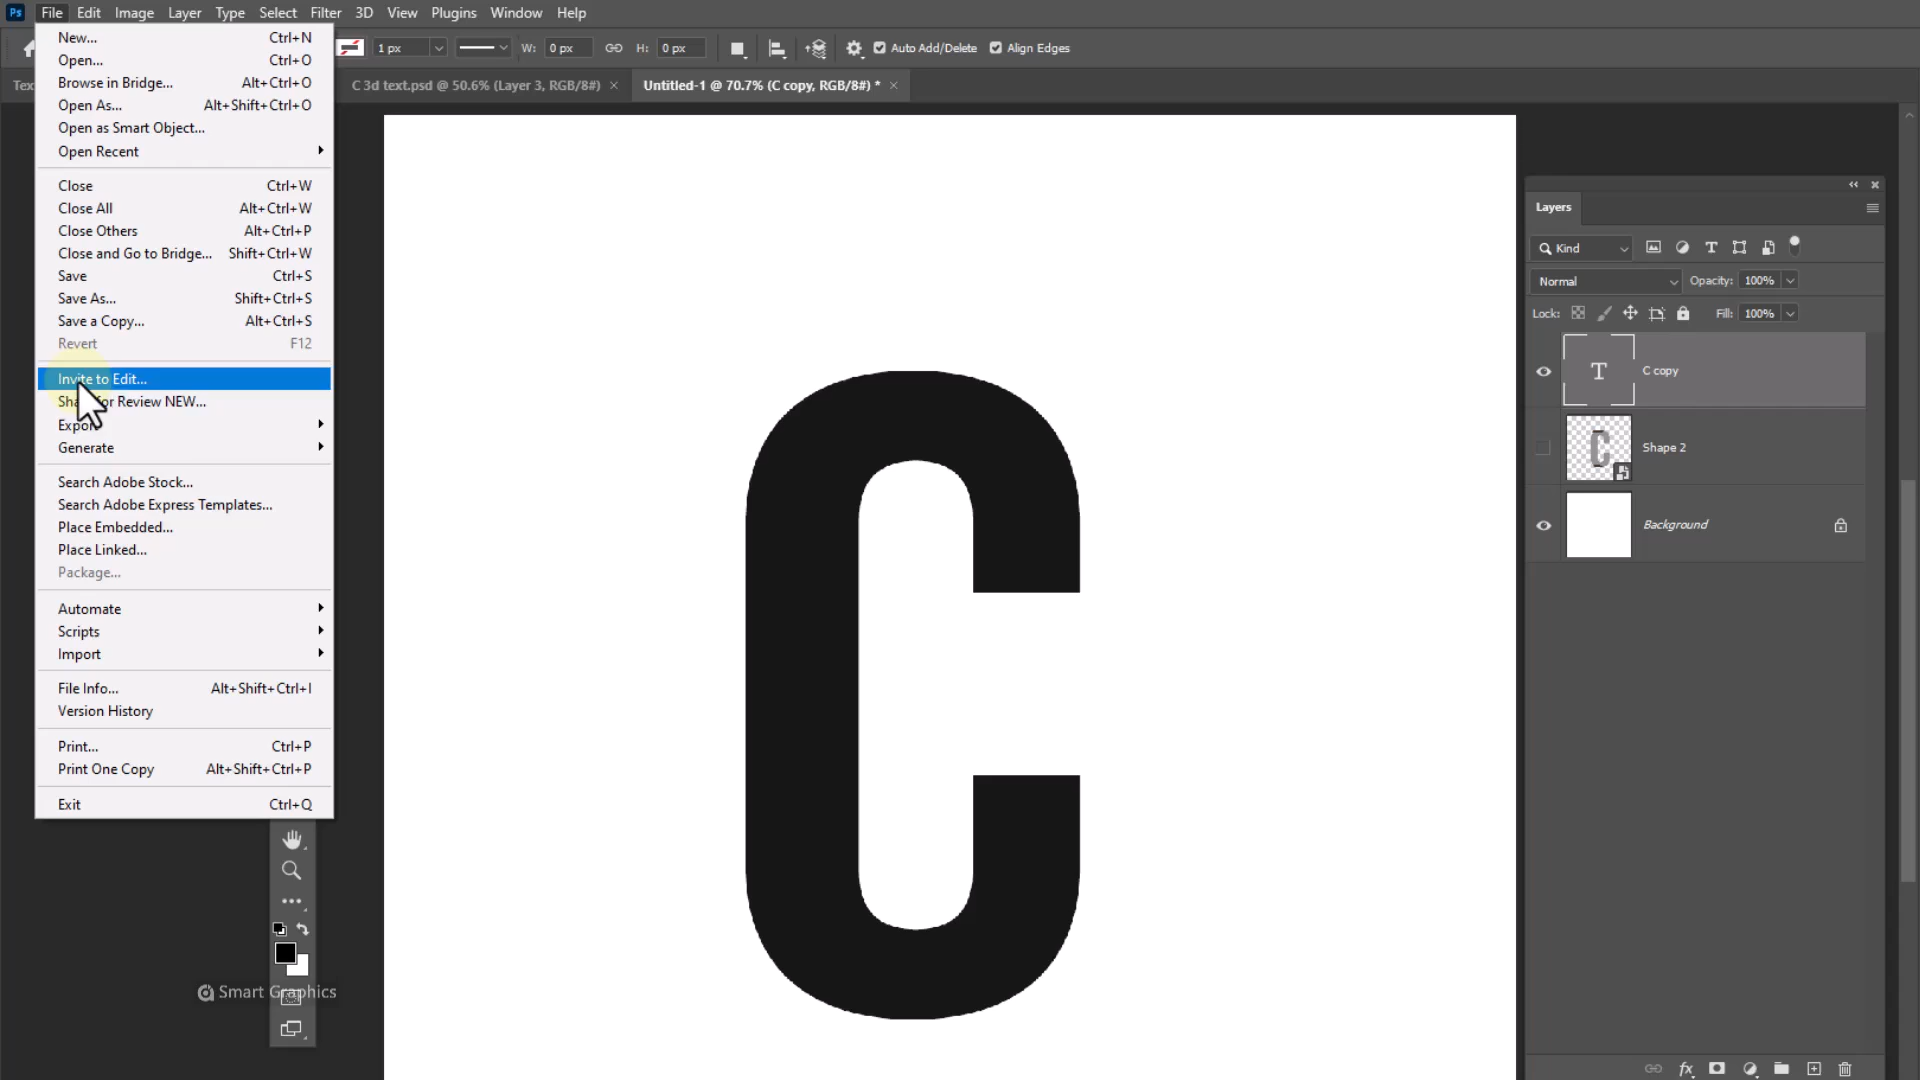 Ps File Edit Image Layer Type Select Filter 3D View Plugins Window Help
1 px W: 0 px H: 0 px Auto Add/Delete Align Edges
Tex C 3d text.psd @ 50.6% (Layer 3, RGB/8#) × Untitled-1 @ 70.7% (C copy, RGB/8#) * ×
New... Ctrl+N
Open... Ctrl+O
Browse in Bridge... Alt+Ctrl+O
Open As... Alt+Shift+Ctrl+O
Open as Smart Object...
Open Recent
Close Ctrl+W
Close All Alt+Ctrl+W
Close Others Alt+Ctrl+P
Close and Go to Bridge... Shift+Ctrl+W
Save Ctrl+S
Save As... Shift+Ctrl+S
Save a Copy... Alt+Ctrl+S
Revert F12
Invite to Edit...
for Review NEW...
Export
Generate
Search Adobe Stock...
Search Adobe Express Templates...
Place Embedded...
Place Linked...
Package...
Automate
Scripts
Import
File Info... Alt+Shift+Ctrl+I
Version History
Print... Ctrl+P
Print One Copy Alt+Shift+Ctrl+P
Exit Ctrl+Q
C
Smart Graphics
Layers
Kind T
Normal Opacity: 100%
Lock: Fill: 100%
T C copy
C Shape 2
Background
fx